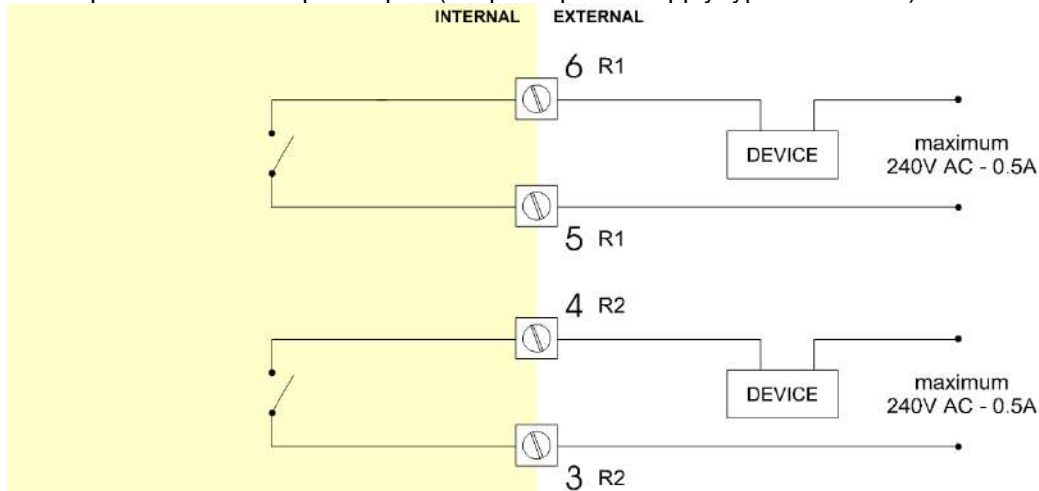 INTERNAL EXTERNAL
6 R1
DEVICE
maximum
240V AC - 0.5A
5 R1
4 R2
DEVICE
maximum
240V AC - 0.5A
3 R2